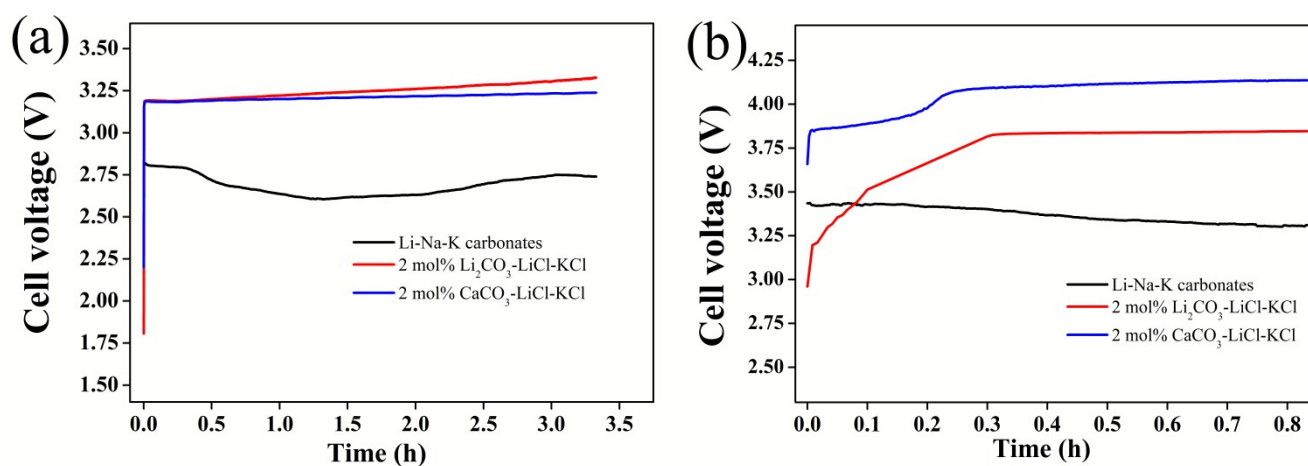 (a)
Cell voltage (V)
3.50
3.25
3.00
2.75
2.50
2.25
2.00
1.75
1.50
Li-Na-K carbonates
2 mol% Li₂CO₃-LiCl-KCl
2 mol% CaCO₃-LiCl-KCl
0.0 0.5 1.0 1.5 2.0 2.5 3.0 3.5
Time (h)
(b)
Cell voltage (V)
4.25
4.00
3.75
3.50
3.25
3.00
2.75
2.50
Li-Na-K carbonates
2 mol% Li₂CO₃-LiCl-KCl
2 mol% CaCO₃-LiCl-KCl
0.0 0.1 0.2 0.3 0.4 0.5 0.6 0.7 0.8
Time (h)